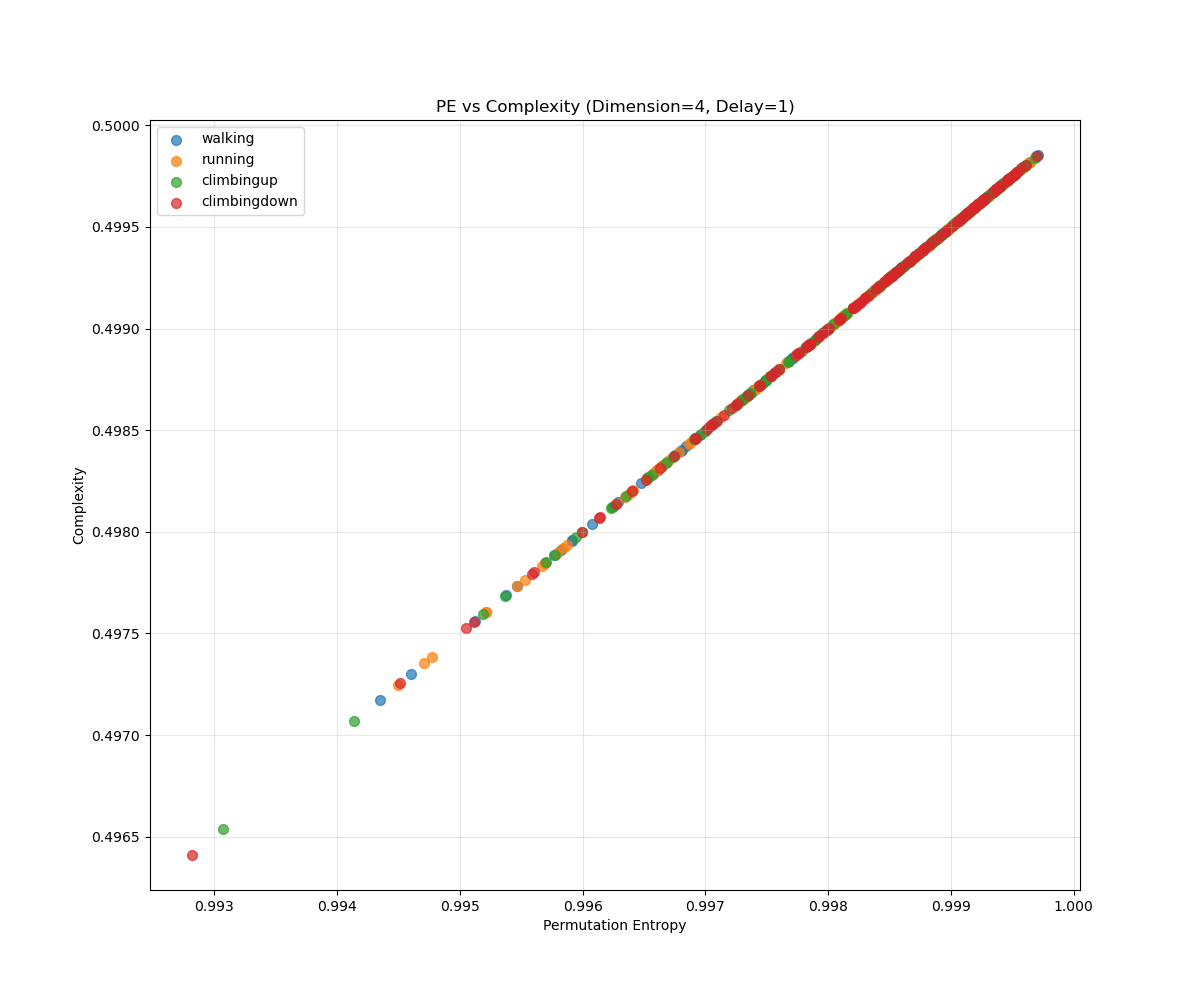 PE vs Complexity (Dimension=4, Delay=1)
walking
running
climbingup
climbingdown
Complexity
0.5000
0.4995
0.4990
0.4985
0.4980
0.4975
0.4970
0.4965
0.993 0.994 0.995 0.996 0.997 0.998 0.999 1.000
Permutation Entropy